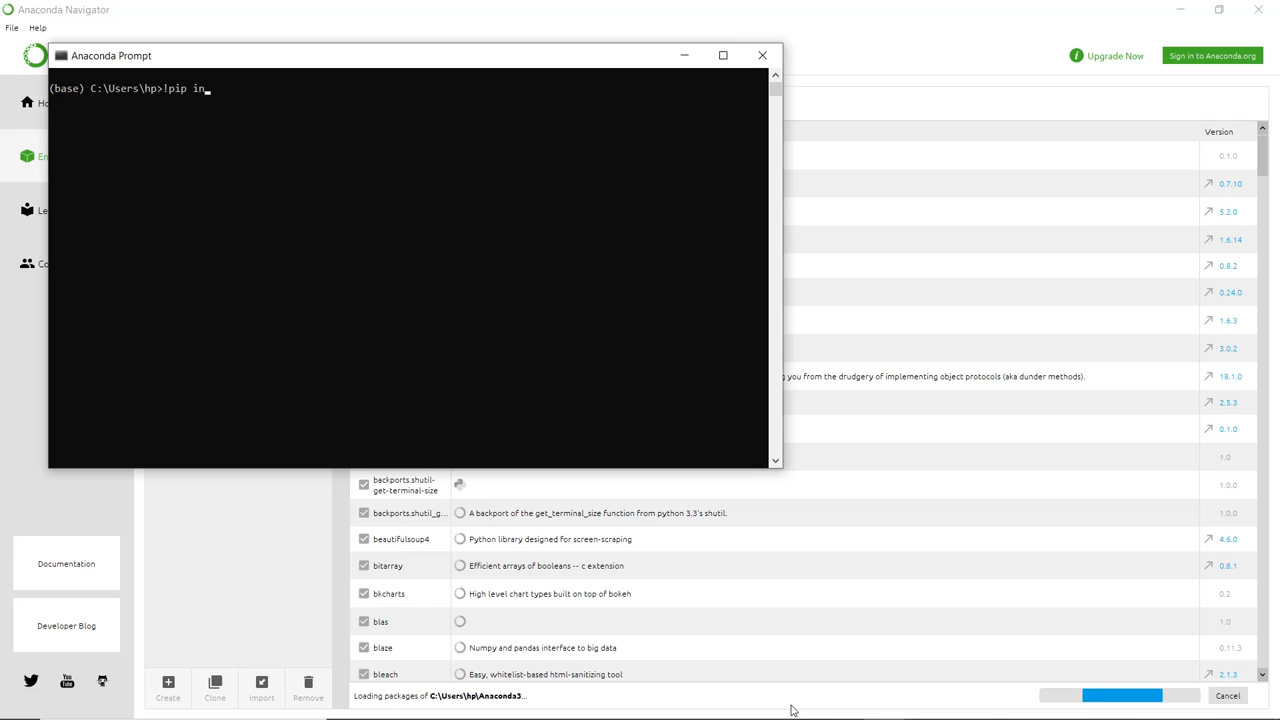 Anaconda Navigator
File Help
Upgrade Now
Sign in to Anaconda.org
Anaconda Prompt
(base) C:\Users\hp>!pip in_
Version
0.1.0
0.7.10
5.2.0
1.6.14
0.8.2
0.24.0
1.6.3
3.0.2
you from the drudgery of implementing object protocols (aka dunder methods). 18.1.0
2.5.3
0.1.0
1.0
backports.shutil-
get-terminal-size 1.0.0
backports.shutil_g... A backport of the get_terminal_size function from python 3.3's shutil. 1.0.0
beautifulsoup4 Python library designed for screen-scraping 4.6.0
bitarray Efficient arrays of booleans -- c extension 0.8.1
bkcharts High level chart types built on top of bokeh 0.2
blas 1.0
blaze Numpy and pandas interface to big data 0.11.3
bleach Easy, whitelist-based html-sanitizing tool 2.1.3
Documentation
Developer Blog
Create Clone Import Remove
Loading packages of C:\Users\hp\Anaconda3...
Cancel